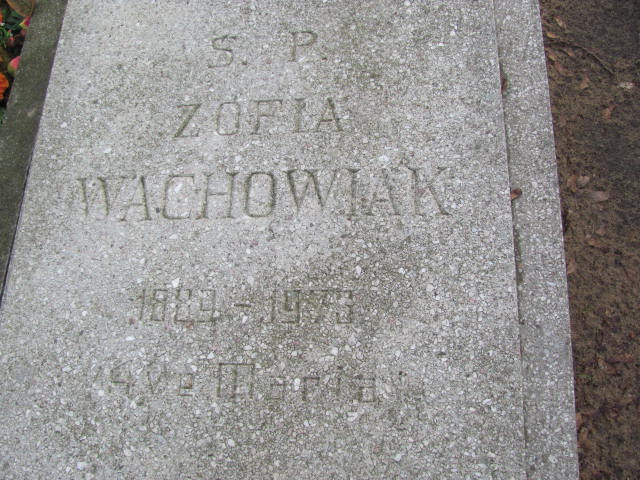 S. P.
ZOFIA
WACHOWIAK
1889 - 1973
Ave Maria